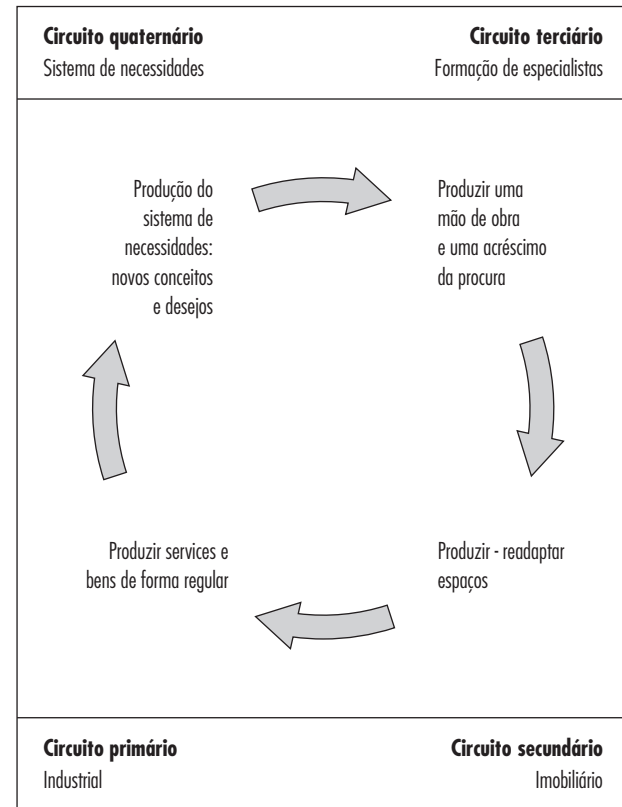 Circuito quaternário
Sistema de necessidades
Circuito terciário
Formação de especialistas
Produção do
sistema de
necessidades:
novos conceitos
e desejos
Produzir uma
mão de obra
e uma acréscimo
da procura
Produzir services e
bens de forma regular
Produzir - readaptar
espaços
Circuito primário
Industrial
Circuito secundário
Imobiliário